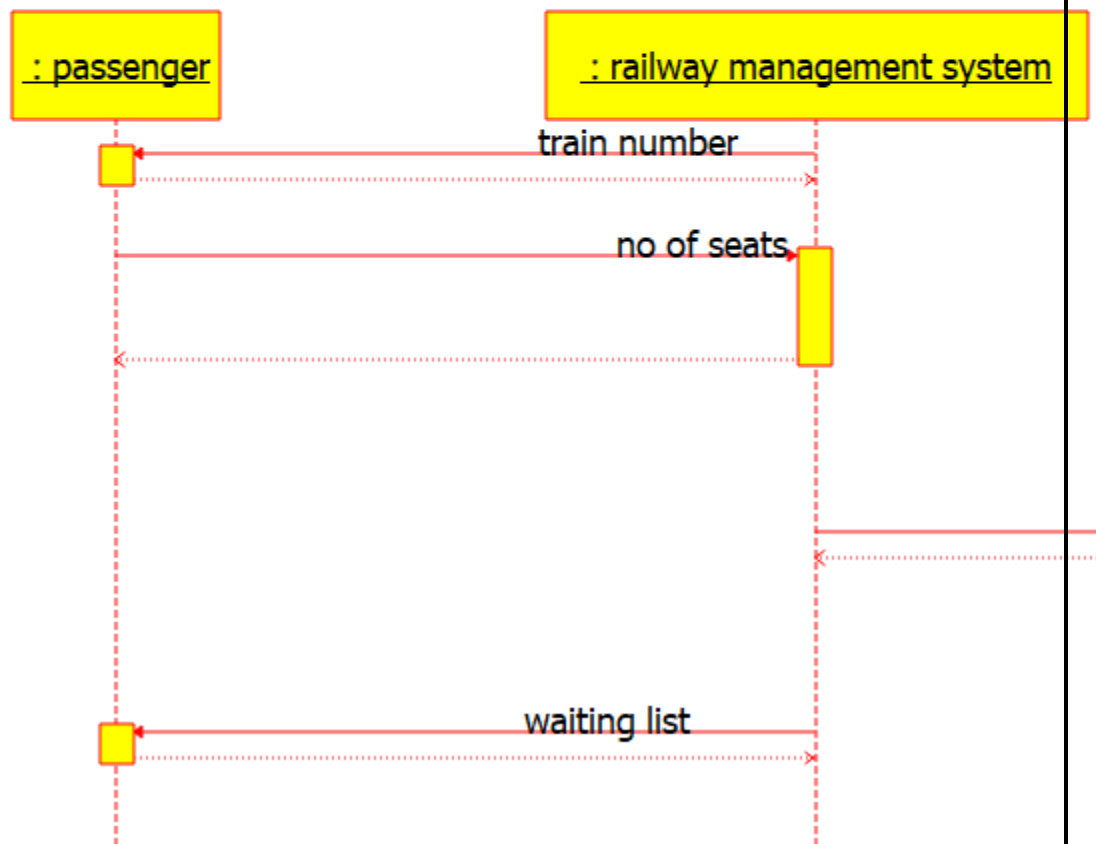 : passenger
: railway management system
train number
no of seats
waiting list